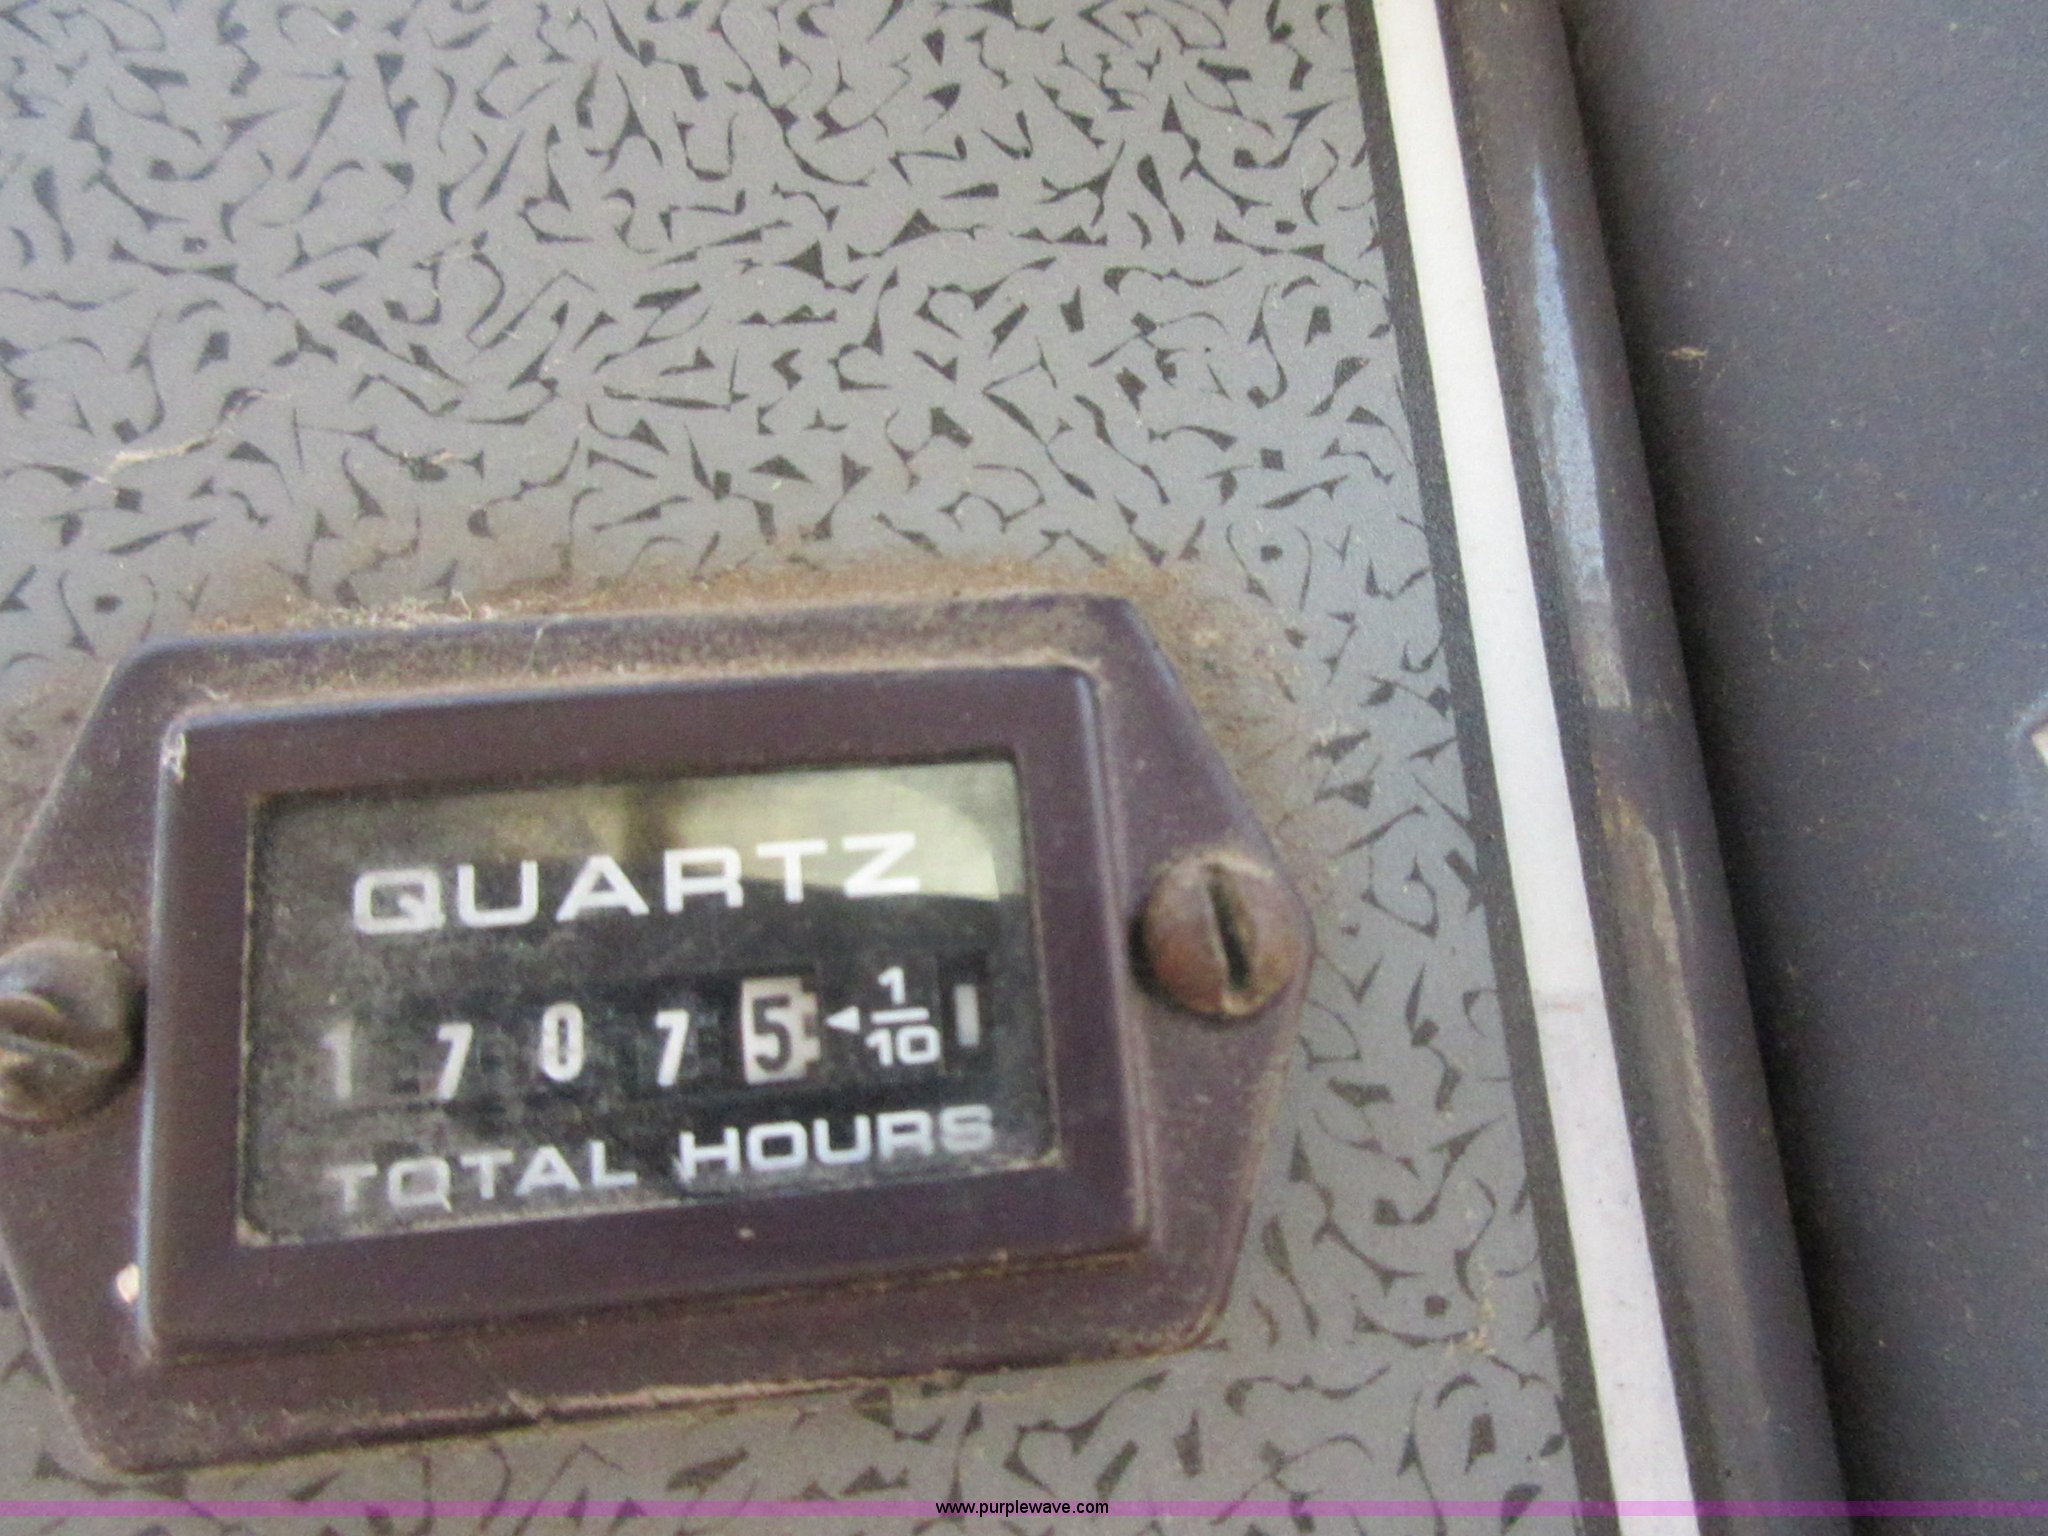 QUARTZ
1 7 0 7 5 ◄ 1/10
TOTAL HOURS
www.purplewave.com